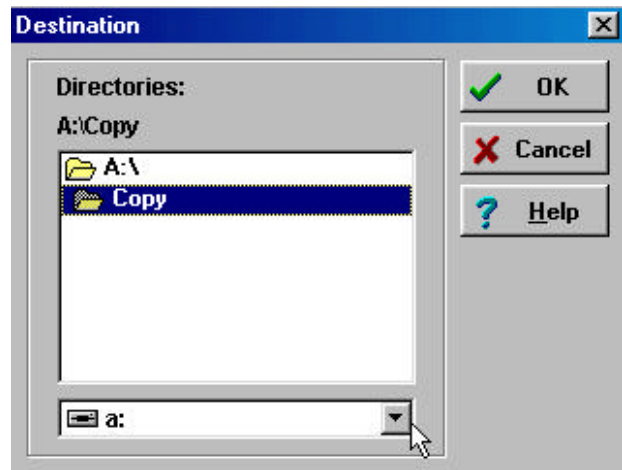 Destination
Directories:
A:\Copy
A:\
Copy
a:
OK
Cancel
Help